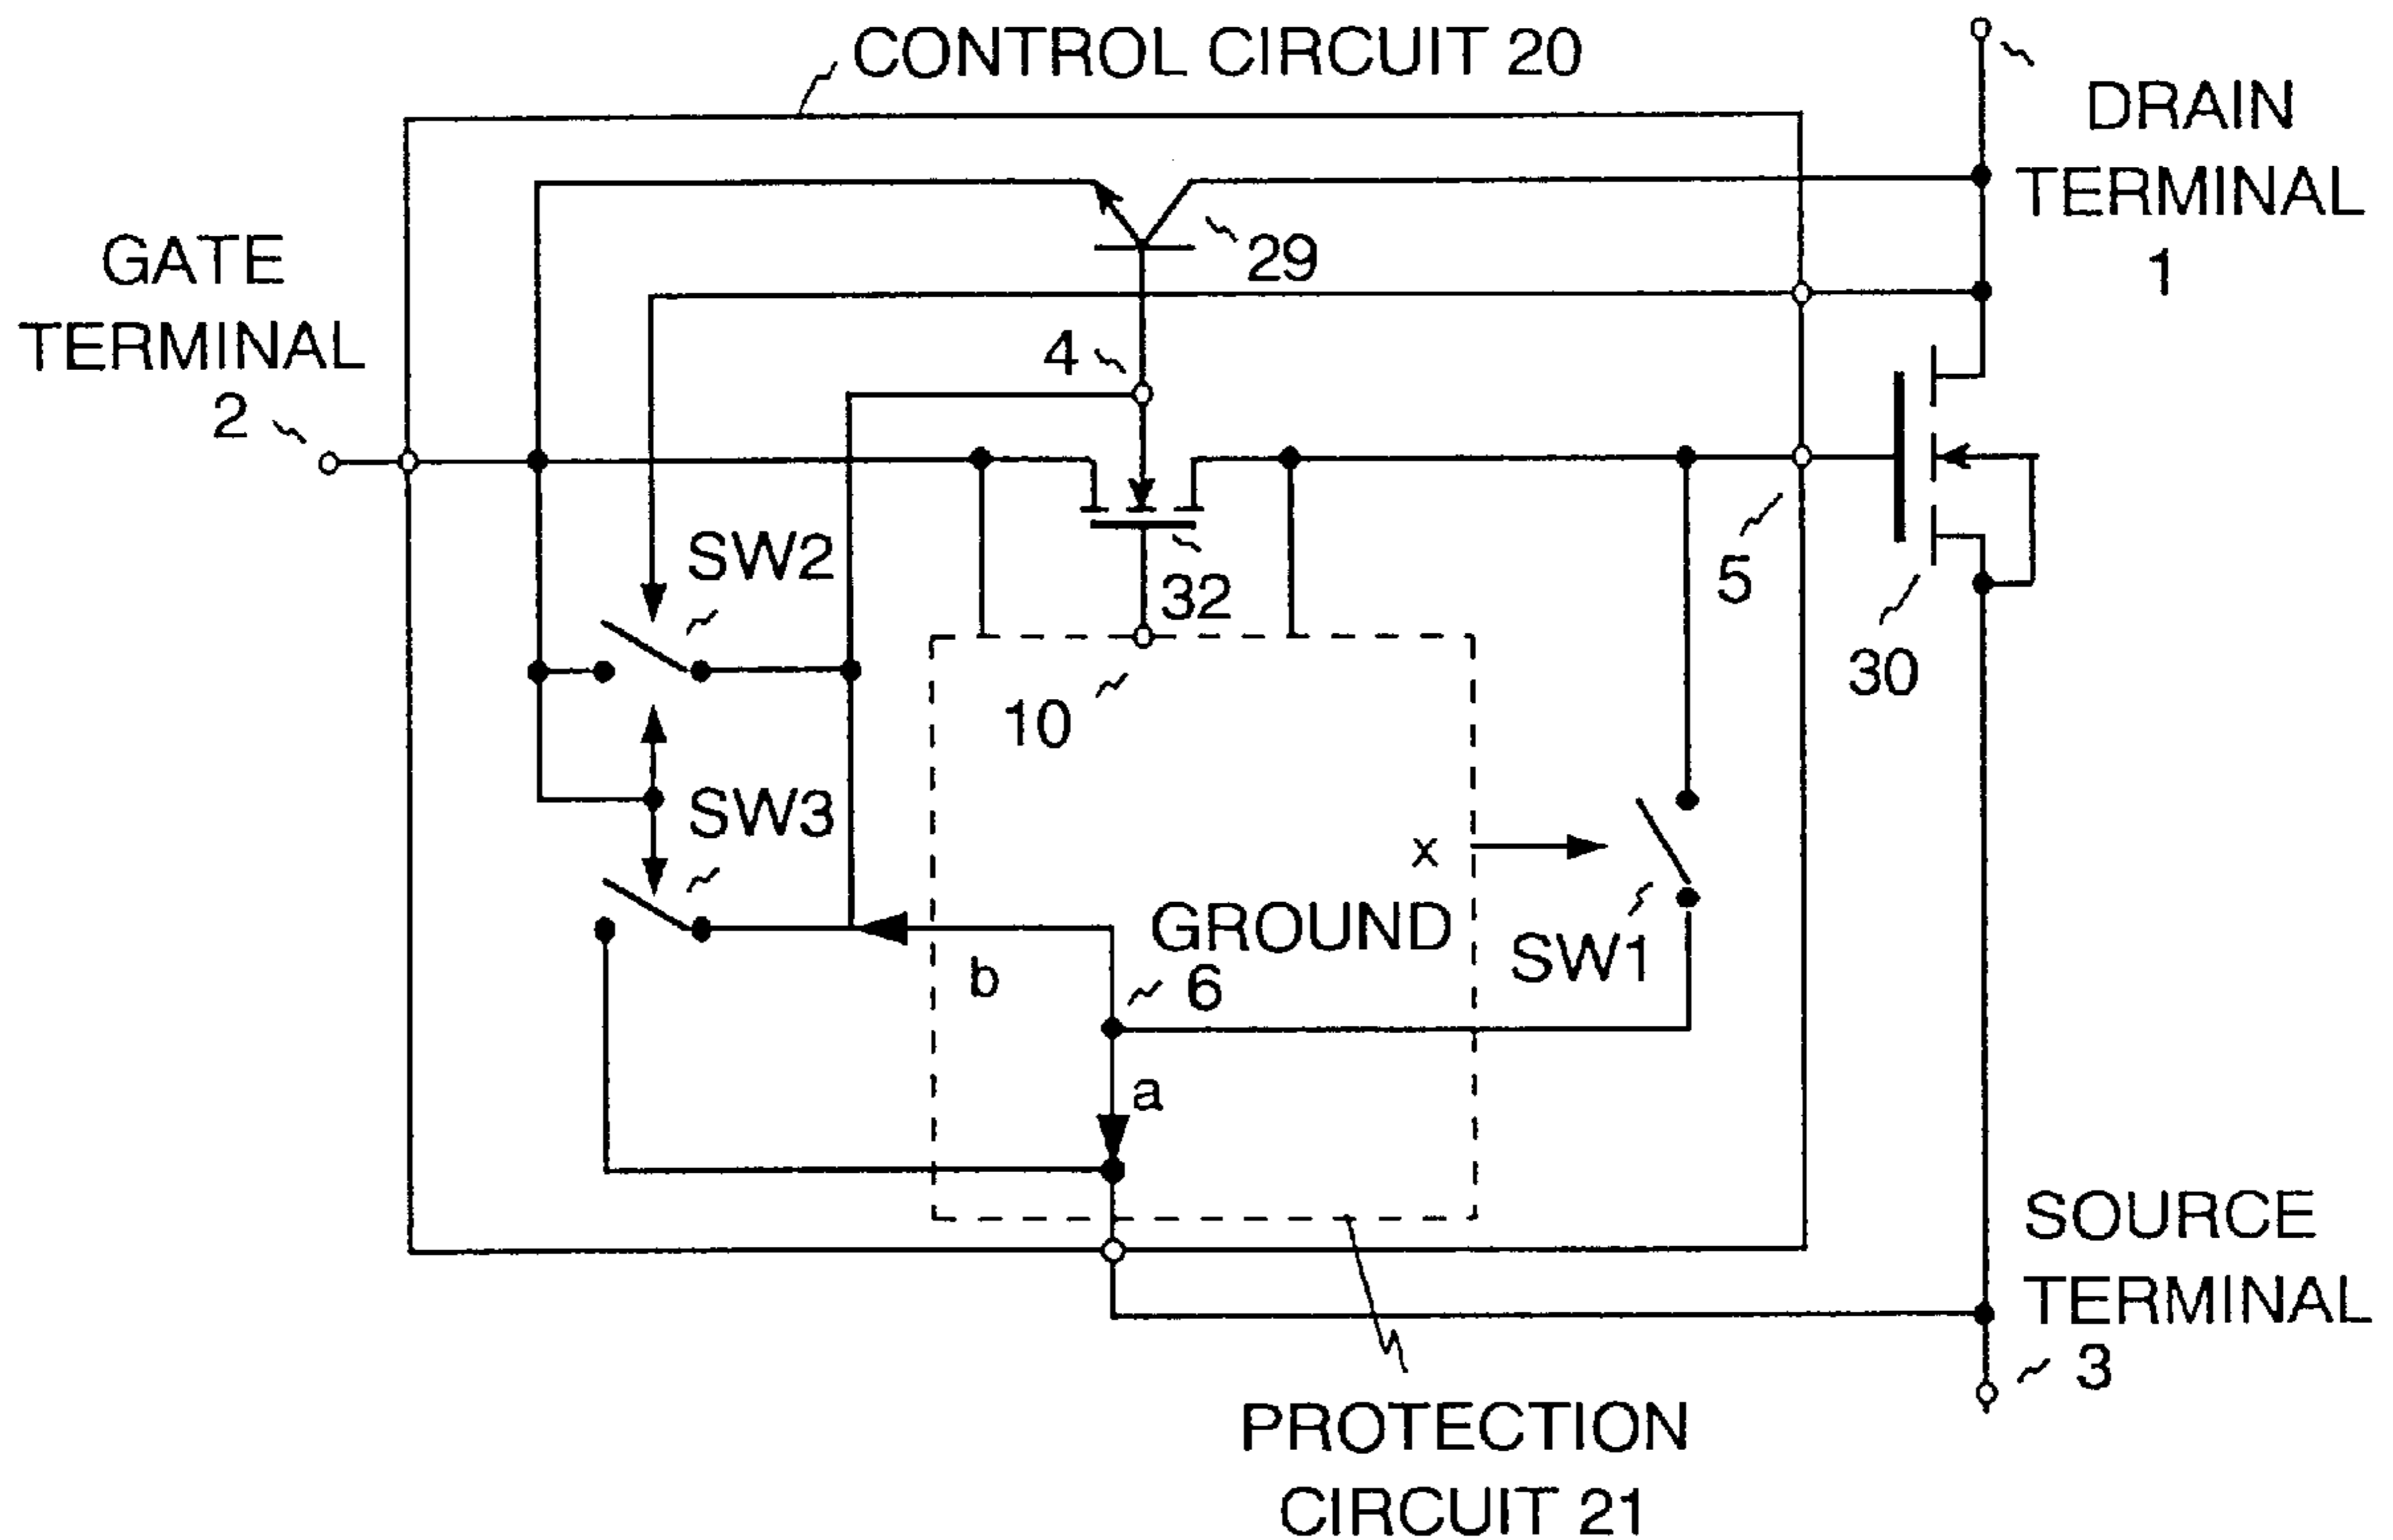 CONTROL CIRCUIT 20
DRAIN
TERMINAL
1
GATE
TERMINAL
2
29
4
SW2
32
5
30
10
SW3
x
GROUND
6
SW1
b
a
SOURCE
TERMINAL
3
PROTECTION
CIRCUIT 21